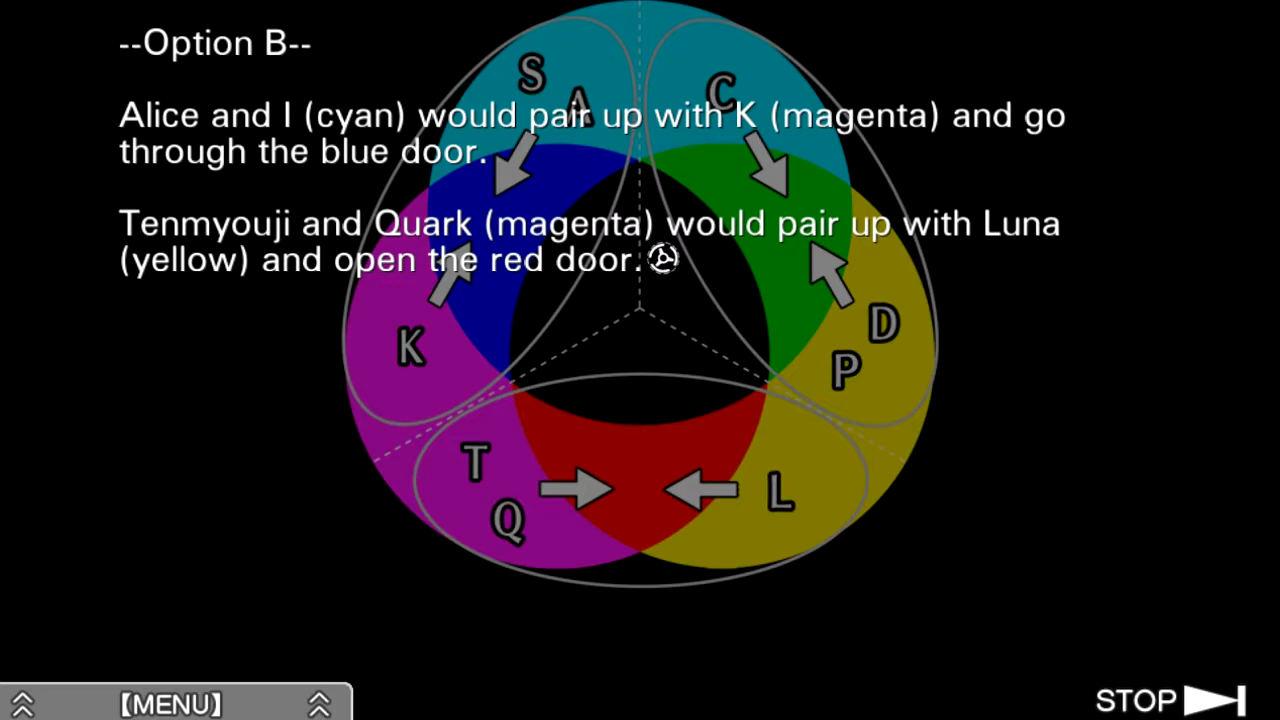 --Option B--
S
C
A
Alice and I (cyan) would pair up with K (magenta) and go
through the blue door.
Tenmyouji and Quark (magenta) would pair up with Luna
(yellow) and open the red door.
D
K
P
T
L
Q
[MENU]
STOP